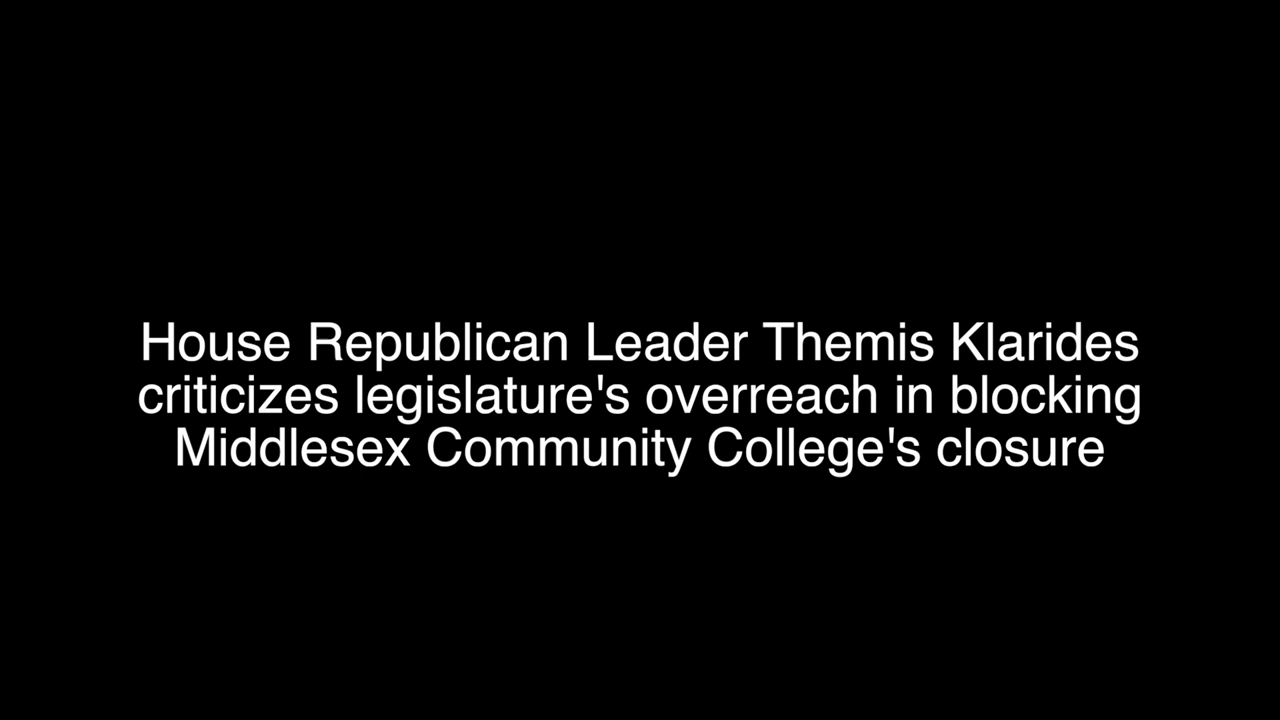 House Republican Leader Themis Klarides
criticizes legislature's overreach in blocking
Middlesex Community College's closure